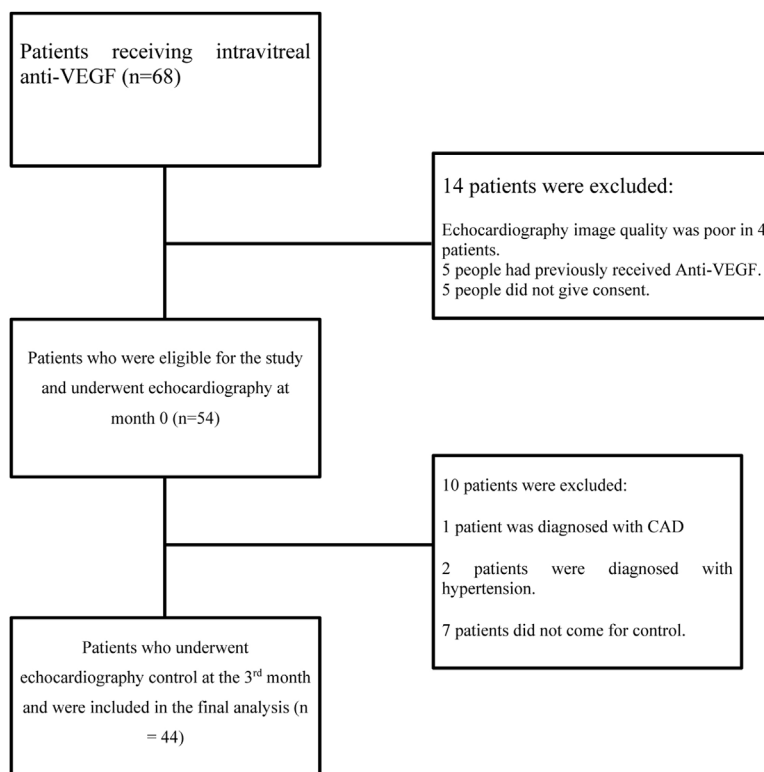 Patients receiving intravitreal
anti-VEGF (n=68)
14 patients were excluded:
Echocardiography image quality was poor in 4
patients.
5 people had previously received Anti-VEGF.
5 people did not give consent.
Patients who were eligible for the study
and underwent echocardiography at
month 0 (n=54)
10 patients were excluded:
1 patient was diagnosed with CAD
2 patients were diagnosed with
hypertension.
7 patients did not come for control.
Patients who underwent
echocardiography control at the 3rd month
and were included in the final analysis (n
= 44)